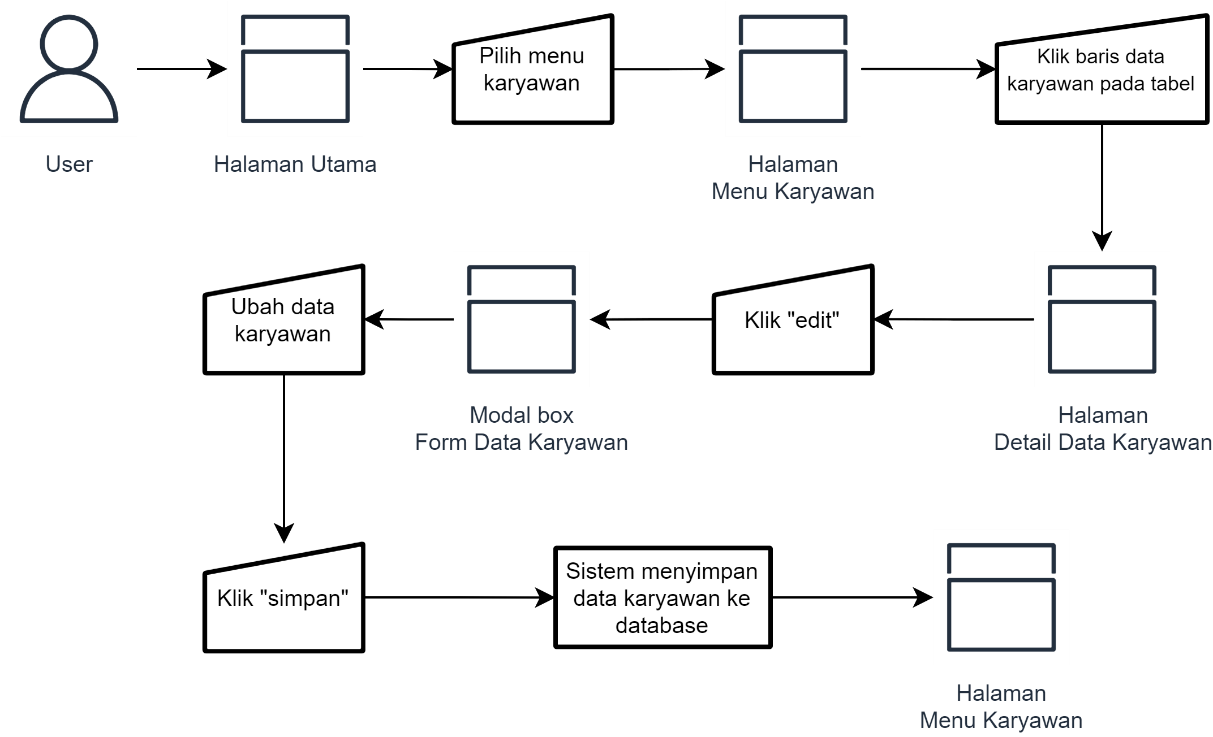 Pilih menu
karyawan
Klik baris data
karyawan pada tabel
User
Halaman Utama
Halaman
Menu Karyawan
Ubah data
karyawan
Klik "edit"
Modal box
Form Data Karyawan
Halaman
Detail Data Karyawan
Klik "simpan"
Sistem menyimpan
data karyawan ke
database
Halaman
Menu Karyawan